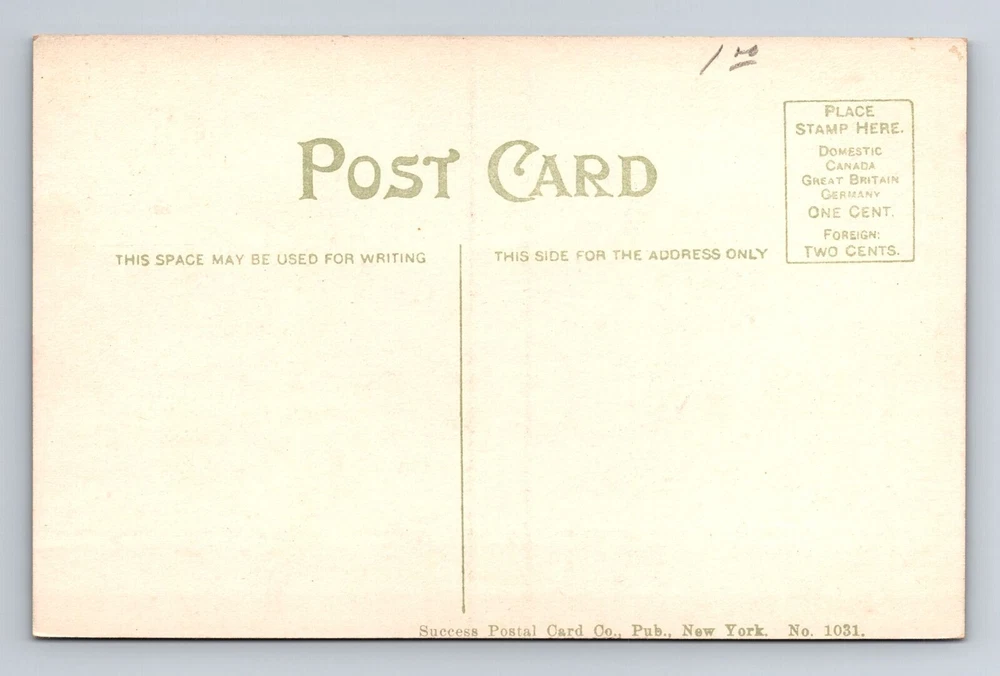 1 00
POST CARD
PLACE
STAMP HERE.
DOMESTIC
CANADA
GREAT BRITAIN
GERMANY
ONE CENT.
FOREIGN:
TWO CENTS.
THIS SPACE MAY BE USED FOR WRITING
THIS SIDE FOR THE ADDRESS ONLY
Success Postal Card Co., Pub., New York. No. 1031.